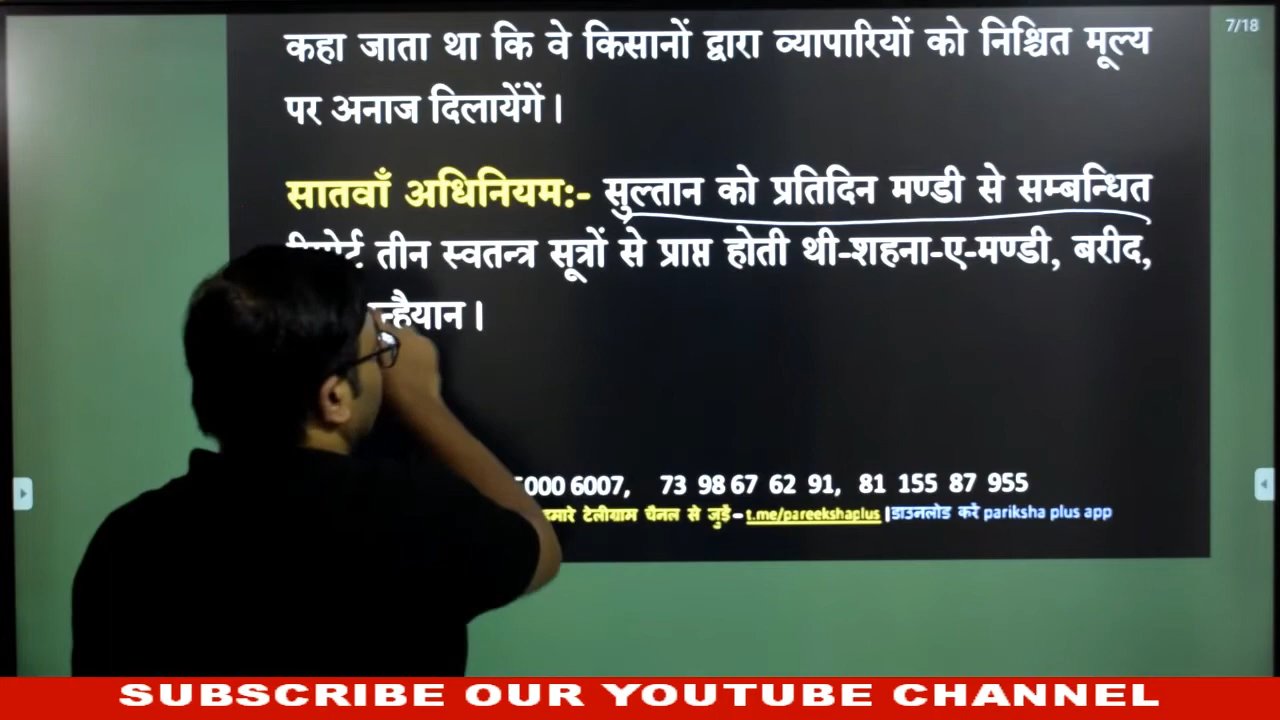 7/18
कहा जाता था कि वे किसानों द्वारा व्यापारियों को निश्चित मूल्य
पर अनाज दिलायेंगें।
सातवाँ अधिनियम:- सुल्तान को प्रतिदिन मण्डी से सम्बन्धित
तीन स्वतन्त्र सूत्रों से प्राप्त होती थी-शहना-ए-मण्डी, बरीद,
000 6007, 73 98 67 62 91, 81 155 87 955
हमारे टेलीग्राम चैनल से जुड़ें – t.me/pareekshaplus |डाउनलोड करें pariksha plus app
SUBSCRIBE OUR YOUTUBE CHANNEL